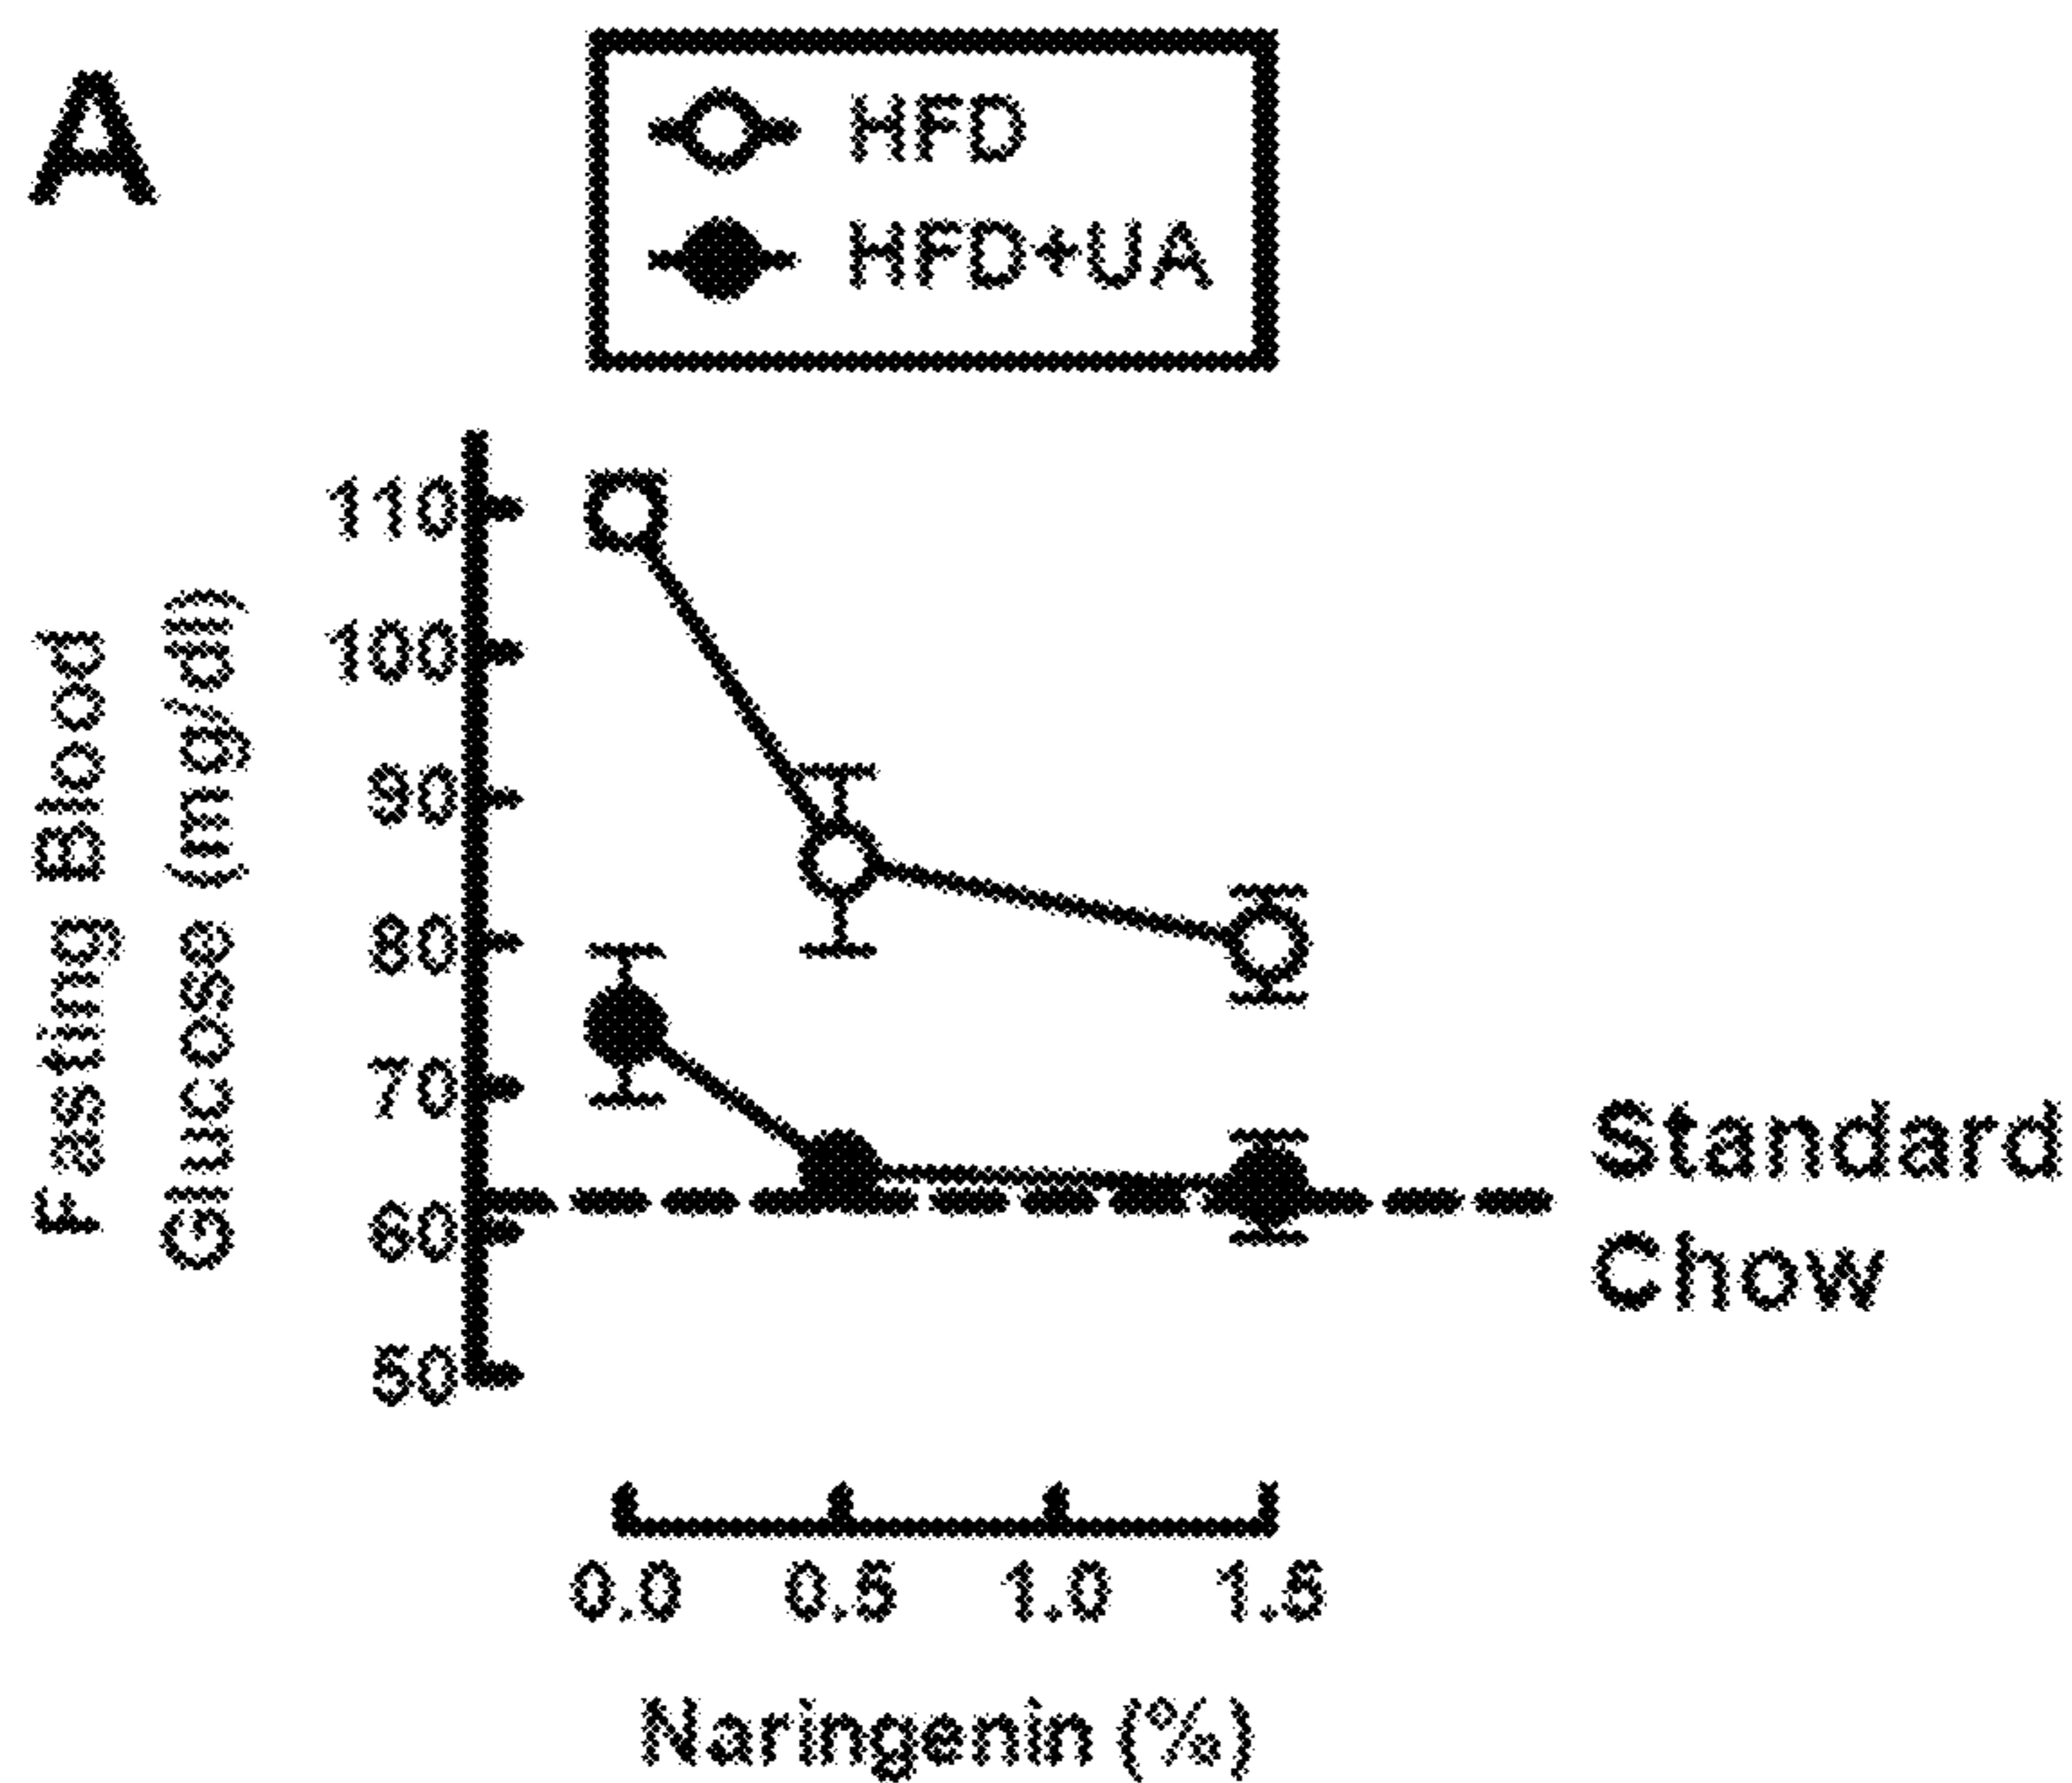 A
HFD
HFD+UA
Fasting Blood
Glucose (mg/dl)
110
100
90
80
70
60
50
Standard
Chow
0.0 0.5 1.0 1.5
Naringenin (%)